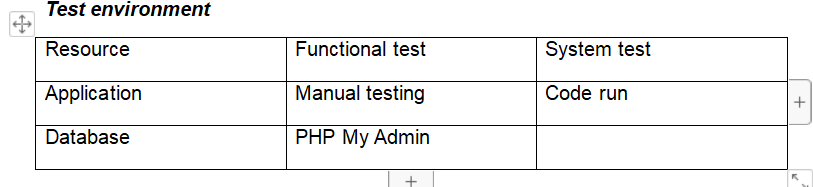 Test environment
Resource Functional test System test
Application Manual testing Code run
Database PHP My Admin